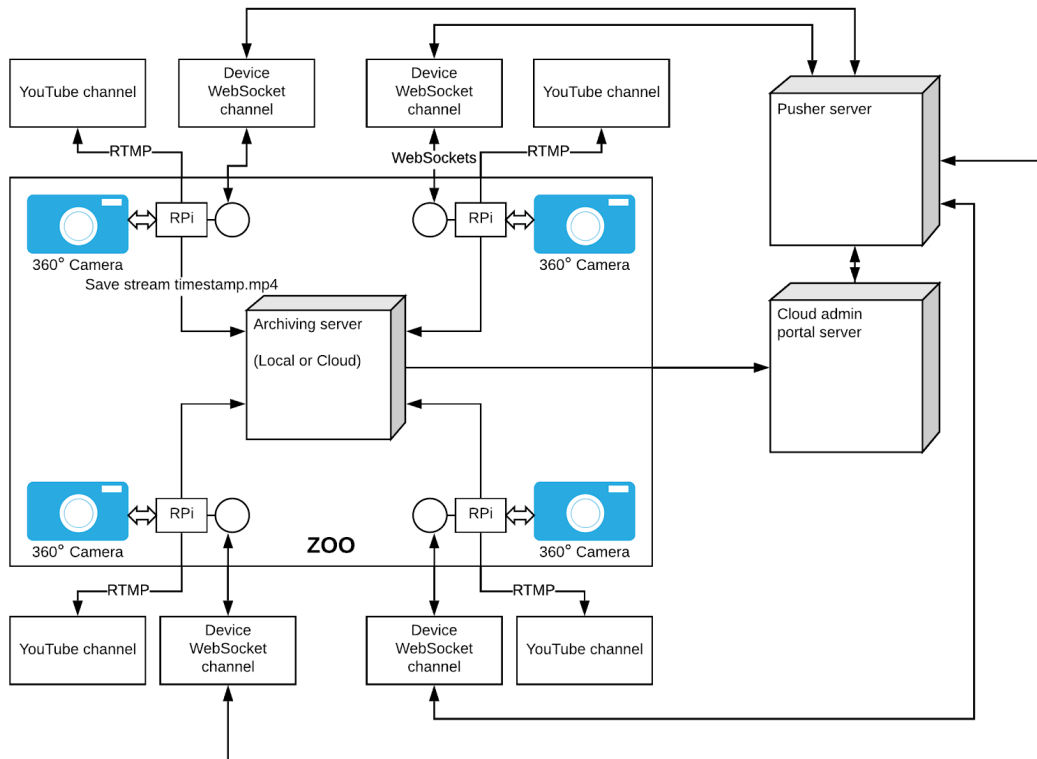 YouTube channel
Device
WebSocket
channel
Device
WebSocket
channel
YouTube channel
Pusher server
RTMP
WebSockets
RTMP
RPi
RPi
360° Camera
360° Camera
Save stream timestamp.mp4
Archiving server
(Local or Cloud)
Cloud admin
portal server
RPi
RPi
360° Camera
ZOO
360° Camera
RTMP
RTMP
YouTube channel
Device
WebSocket
channel
Device
WebSocket
channel
YouTube channel